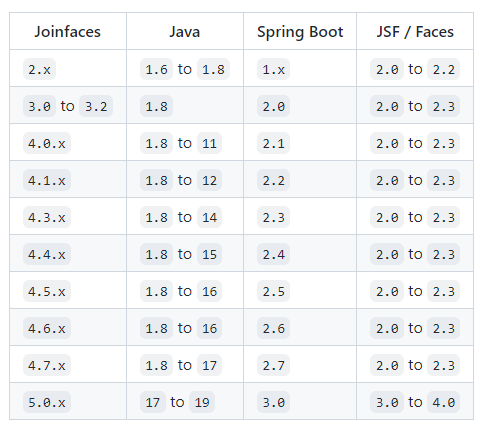 Joinfaces Java Spring Boot JSF / Faces
2.x 1.6 to 1.8 1.x 2.0 to 2.2
3.0 to 3.2 1.8 2.0 2.0 to 2.3
4.0.x 1.8 to 11 2.1 2.0 to 2.3
4.1.x 1.8 to 12 2.2 2.0 to 2.3
4.3.x 1.8 to 14 2.3 2.0 to 2.3
4.4.x 1.8 to 15 2.4 2.0 to 2.3
4.5.x 1.8 to 16 2.5 2.0 to 2.3
4.6.x 1.8 to 16 2.6 2.0 to 2.3
4.7.x 1.8 to 17 2.7 2.0 to 2.3
5.0.x 17 to 19 3.0 3.0 to 4.0